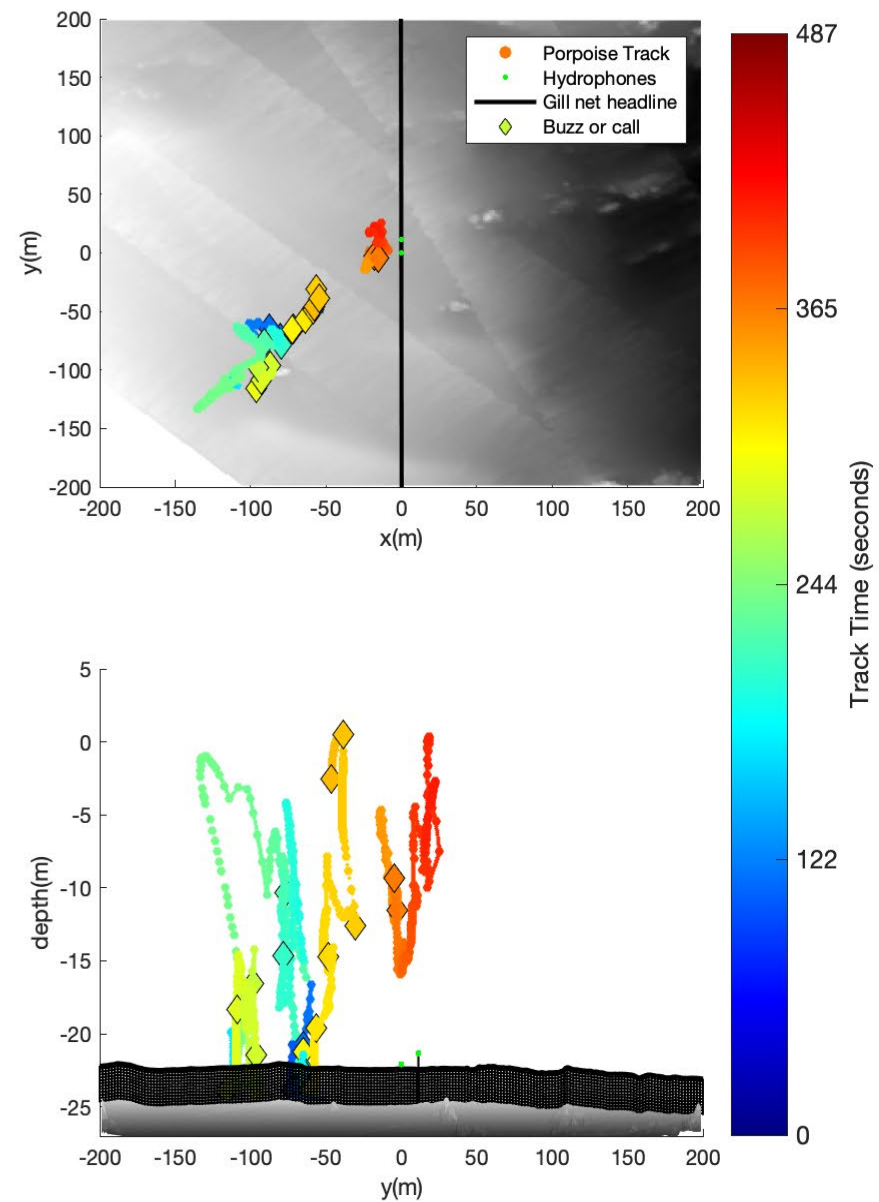 200
150
100
50
0
-50
-100
-150
-200
y(m)
-200 -150 -100 -50 0 50 100 150 200
x(m)
Porpoise Track
Hydrophones
Gill net headline
Buzz or call
5
0
-5
-10
-15
-20
-25
depth(m)
-200 -150 -100 -50 0 50 100 150 200
y(m)
487
365
244
122
0
Track Time (seconds)